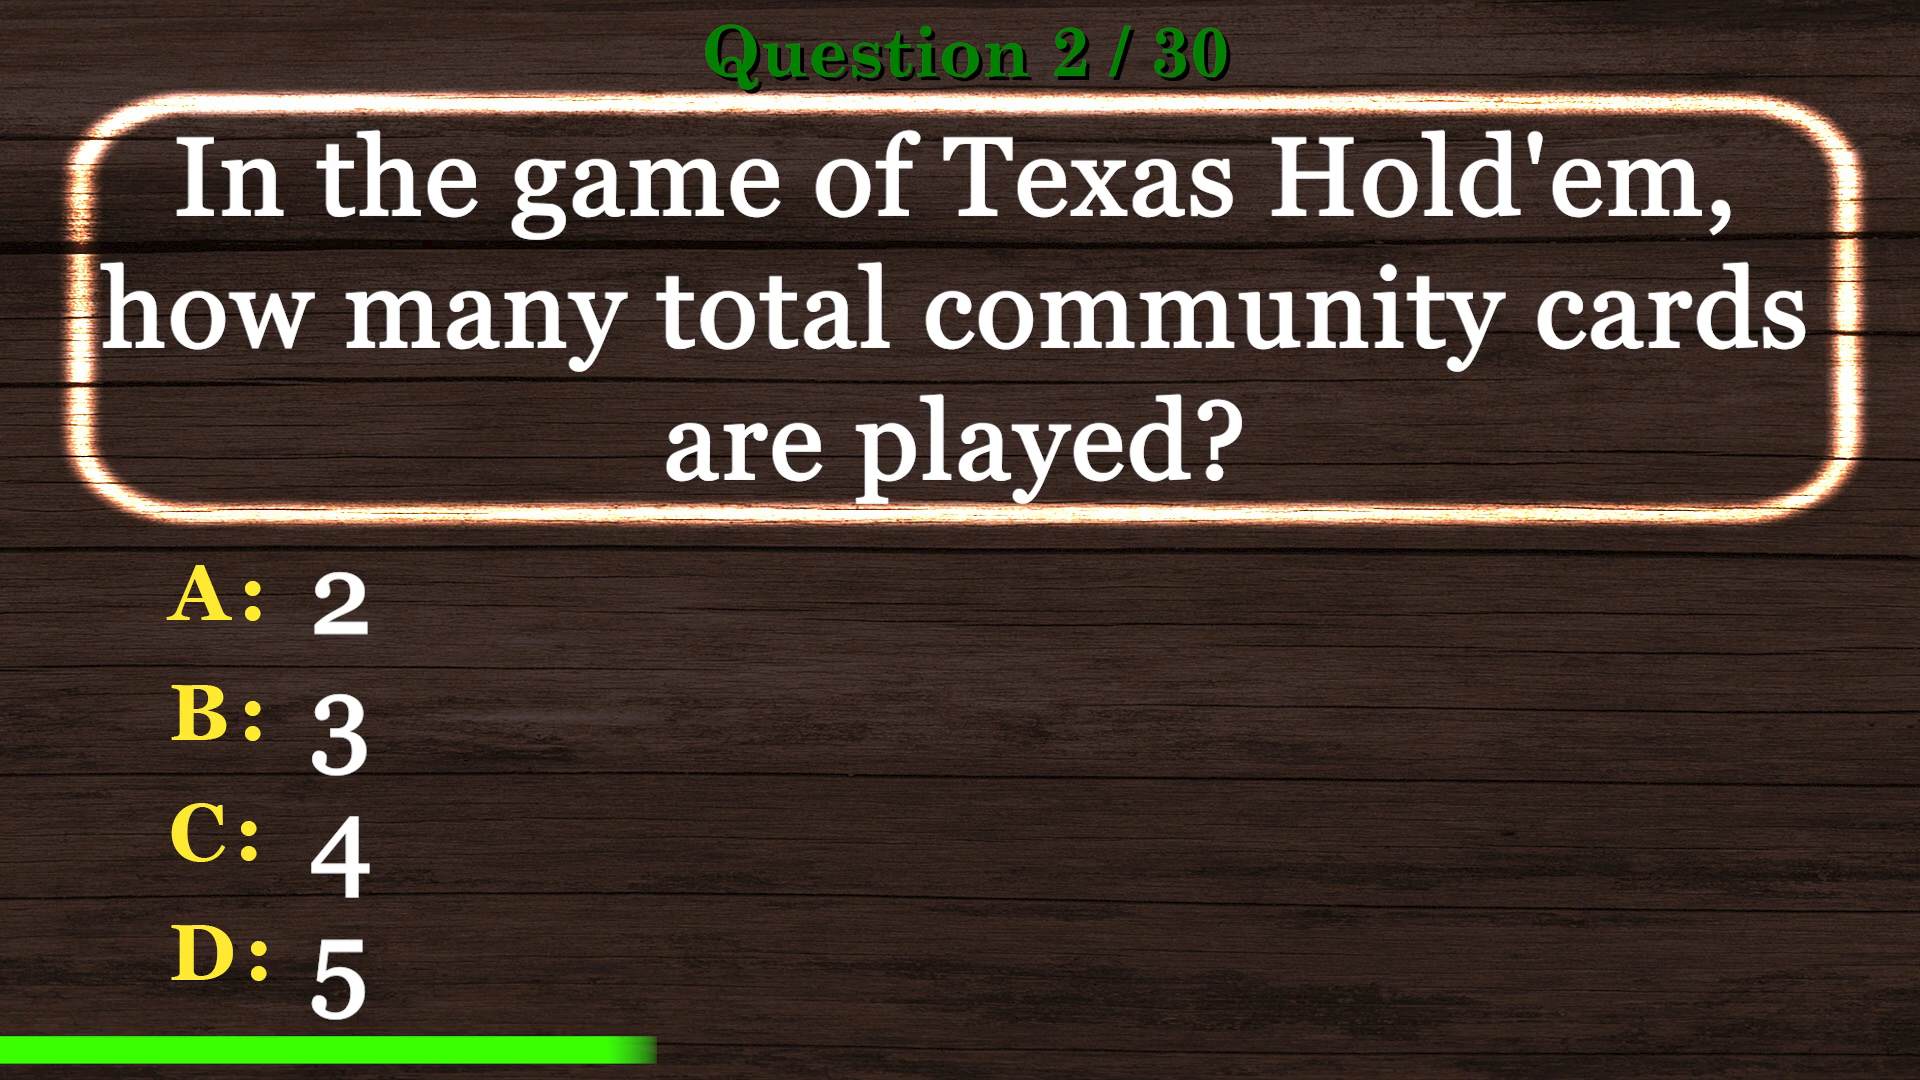 Question 2 / 30
In the game of Texas Hold'em,
how many total community cards
are played?
A: 2
B: 3
C: 4
D: 5